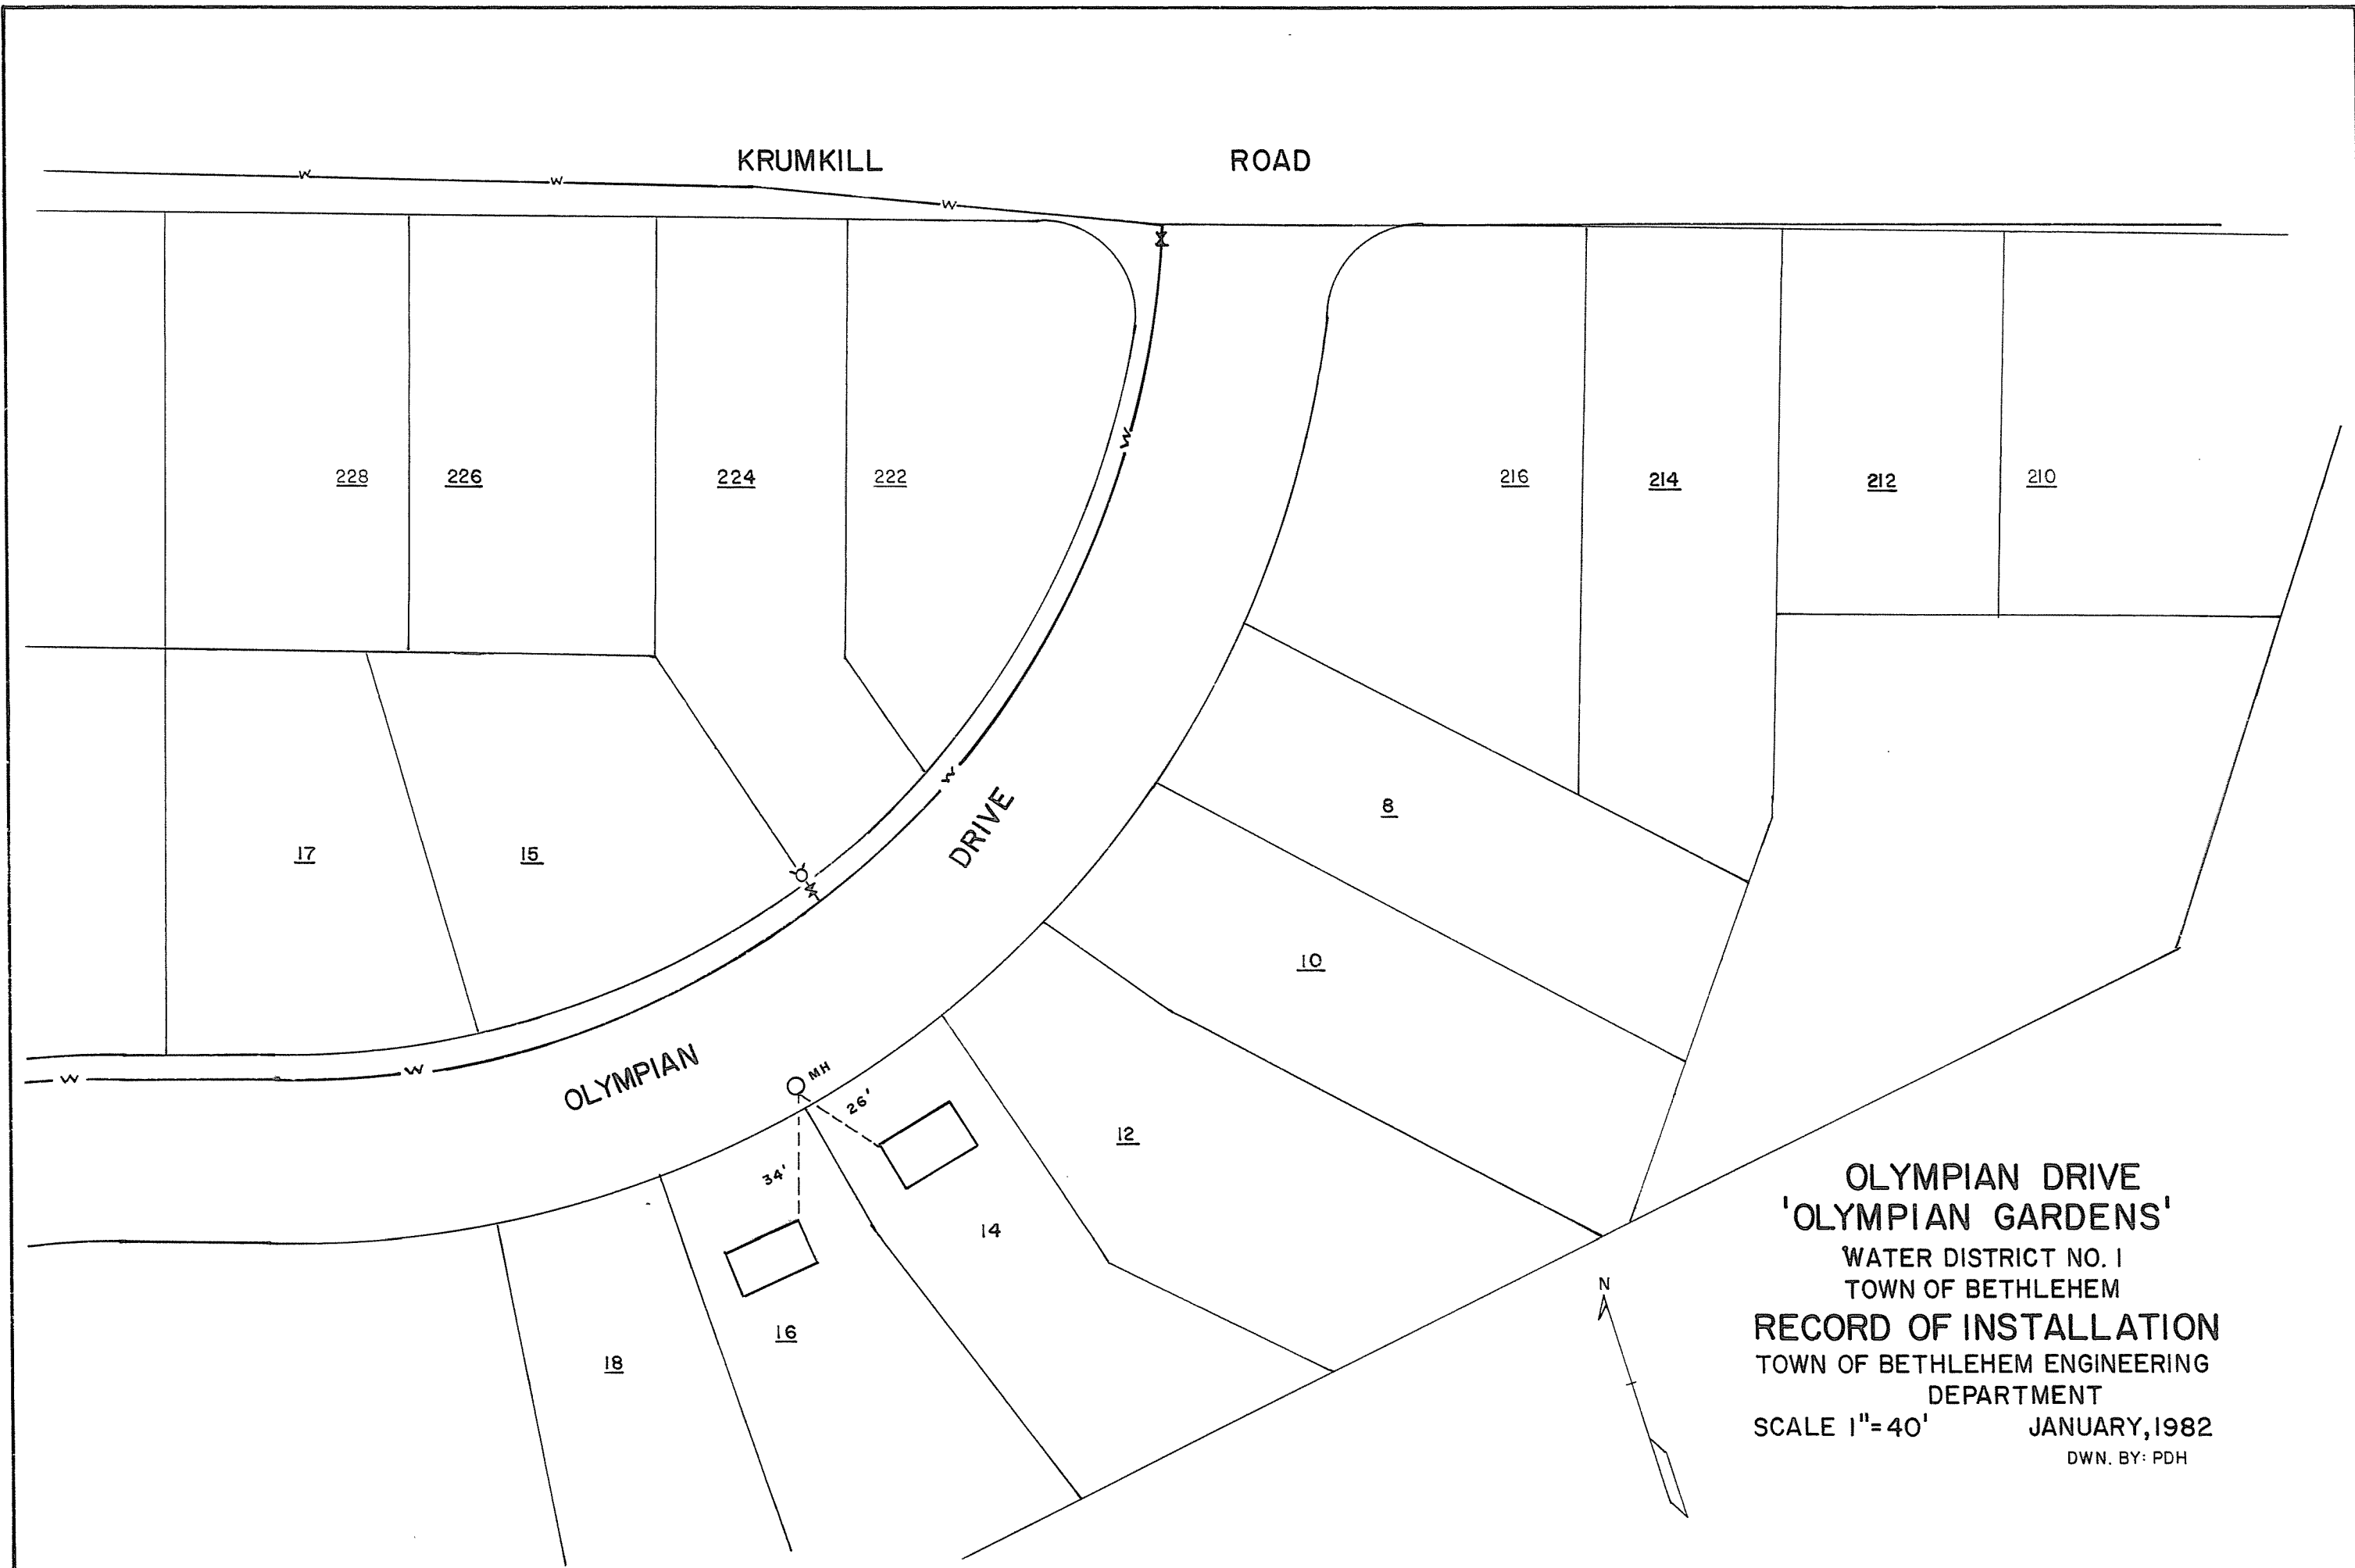 KRUMKILL ROAD
W
W
W
W
228
226
224
222
216
214
212
210
W
8
DRIVE
17
15
10
W
W
OLYMPIAN
MH
26'
34'
12
14
16
18
OLYMPIAN DRIVE
'OLYMPIAN GARDENS'
WATER DISTRICT NO. 1
TOWN OF BETHLEHEM
RECORD OF INSTALLATION
TOWN OF BETHLEHEM ENGINEERING
DEPARTMENT
SCALE 1"=40' JANUARY,1982
DWN. BY: PDH
N